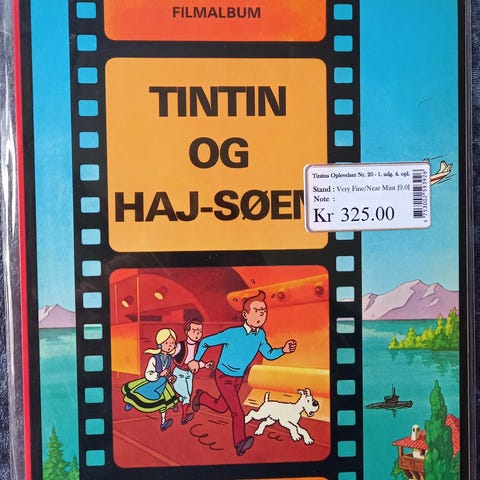 FILMALBUM
TINTIN
OG
HAJ-SØEN
Tintins Oplevelser Nr. 20 - 1. udg. 4. opl.
Stand : Very Fine/Near Mint [9,0]
Note :
Kr 325.00